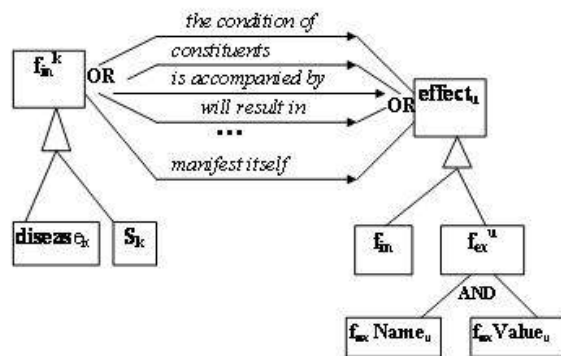 the condition of
f_in^k
OR
constituents
is accompanied by
OR
effect_u
will result in
...
manifest itself
disease_k
S_k
f_in
f_ex^u
AND
f_ex Name_u
f_ex Value_u